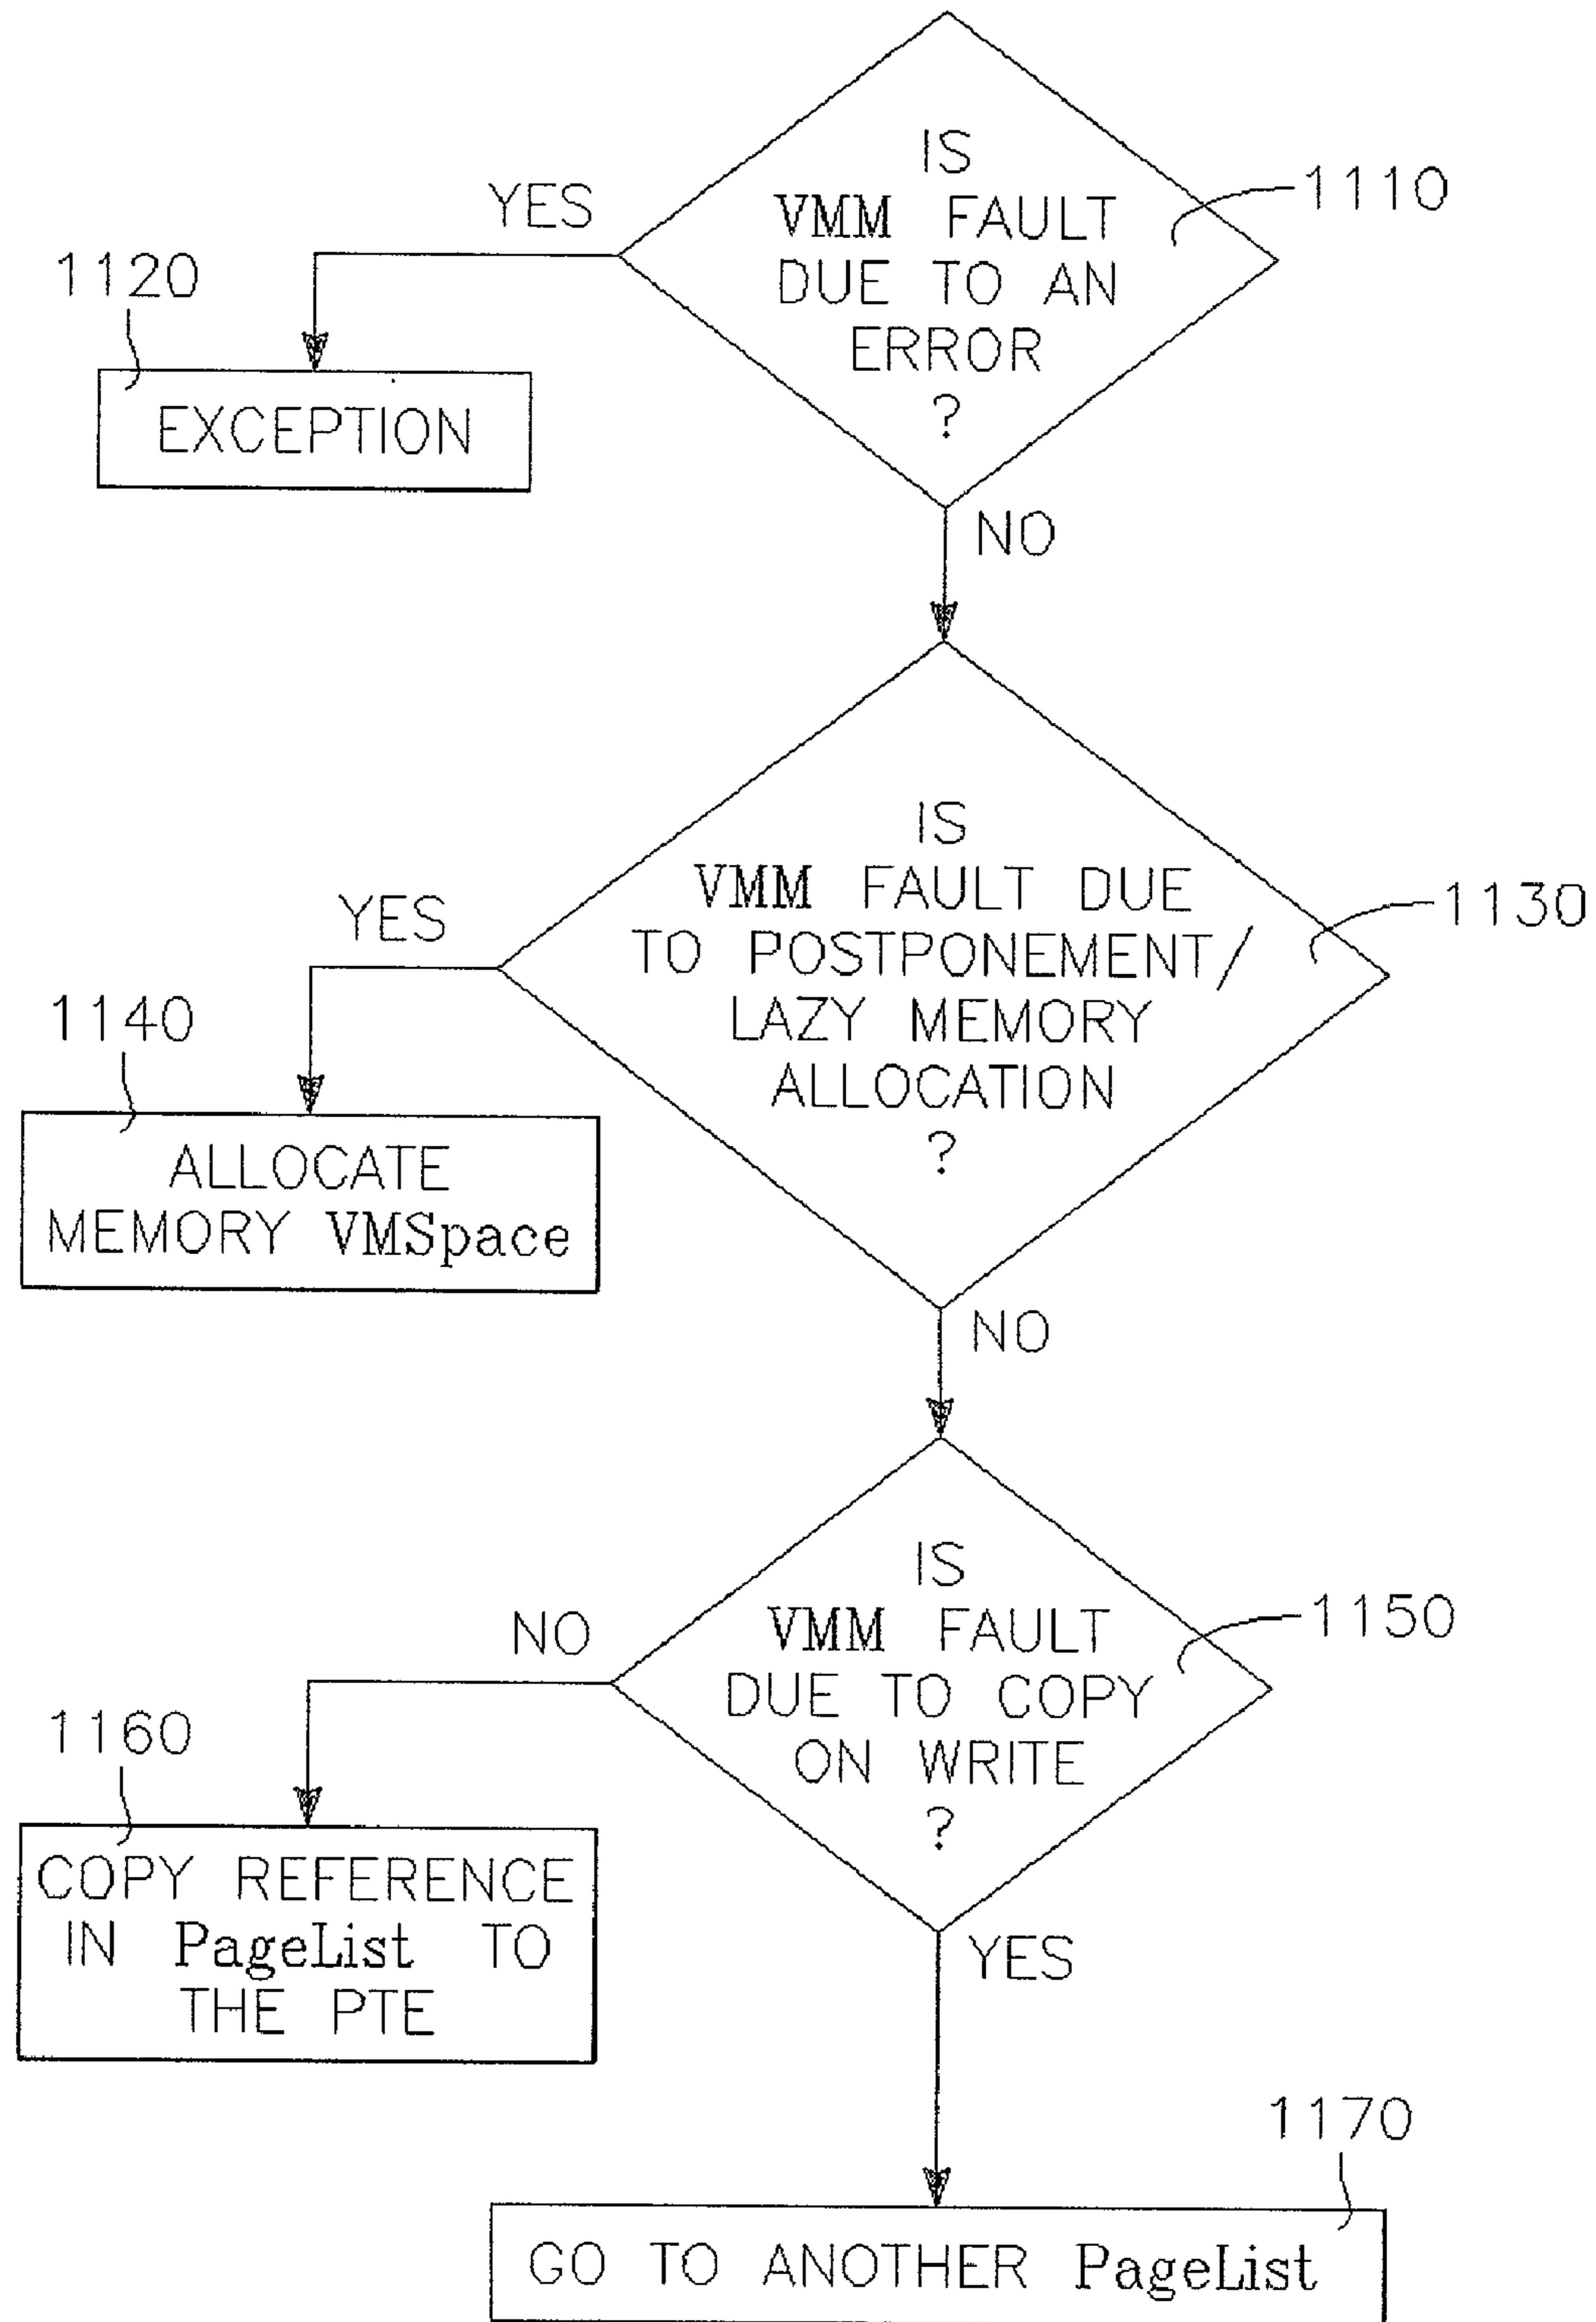 IS
VMM FAULT
DUE TO AN
ERROR
?
1110
YES
1120
EXCEPTION
NO
IS
VMM FAULT DUE
TO POSTPONEMENT/
LAZY MEMORY
ALLOCATION
?
1130
YES
1140
ALLOCATE
MEMORY VMSpace
NO
IS
VMM FAULT
DUE TO COPY
ON WRITE
?
1150
NO
1160
COPY REFERENCE
IN PageList TO
THE PTE
YES
1170
GO TO ANOTHER PageList